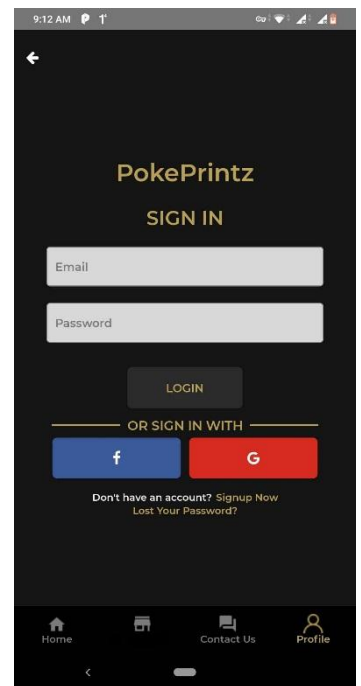 9:12 AM
PokePrintz
SIGN IN
Email
Password
LOGIN
OR SIGN IN WITH
f
G
Don't have an account? Signup Now
Lost Your Password?
Home
Contact Us
Profile